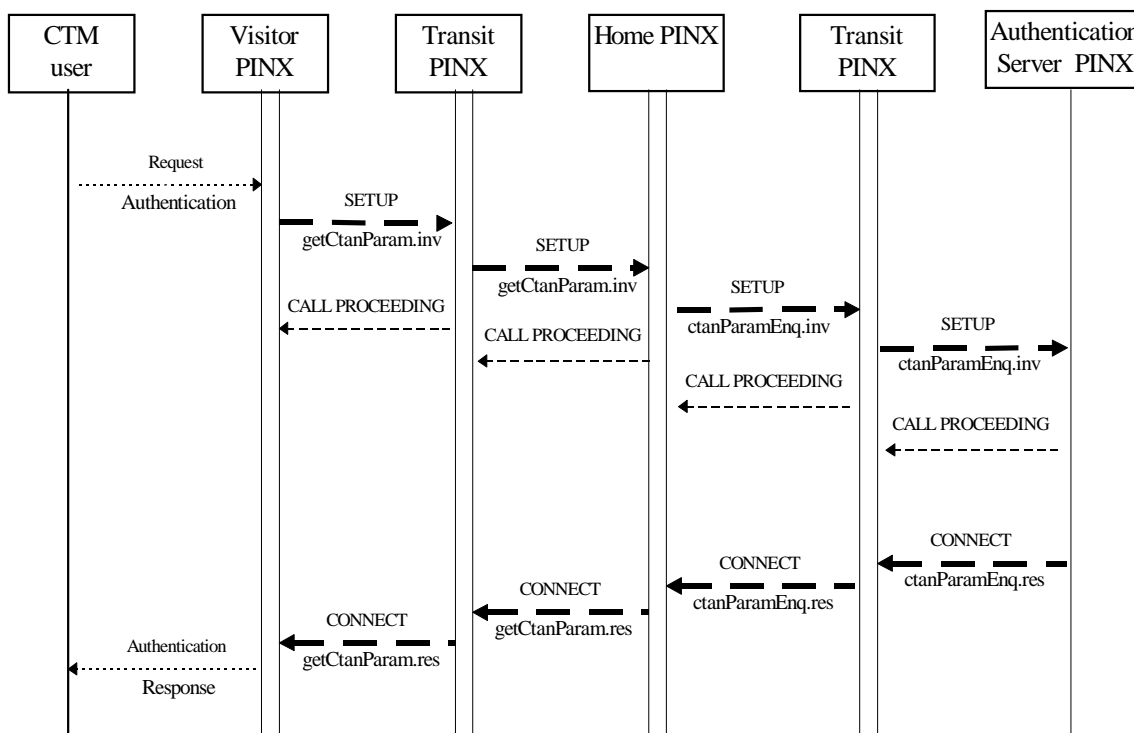 CTM
user
Visitor
PINX
Transit
PINX
Home PINX
Transit
PINX
Authentication
Server PINX
Request
Authentication
SETUP
getCtanParam.inv
SETUP
getCtanParam.inv
CALL PROCEEDING
SETUP
ctanParamEnq.inv
CALL PROCEEDING
SETUP
ctanParamEnq.inv
CALL PROCEEDING
CALL PROCEEDING
CONNECT
ctanParamEnq.res
CONNECT
ctanParamEnq.res
CONNECT
getCtanParam.res
CONNECT
getCtanParam.res
Authentication
Response